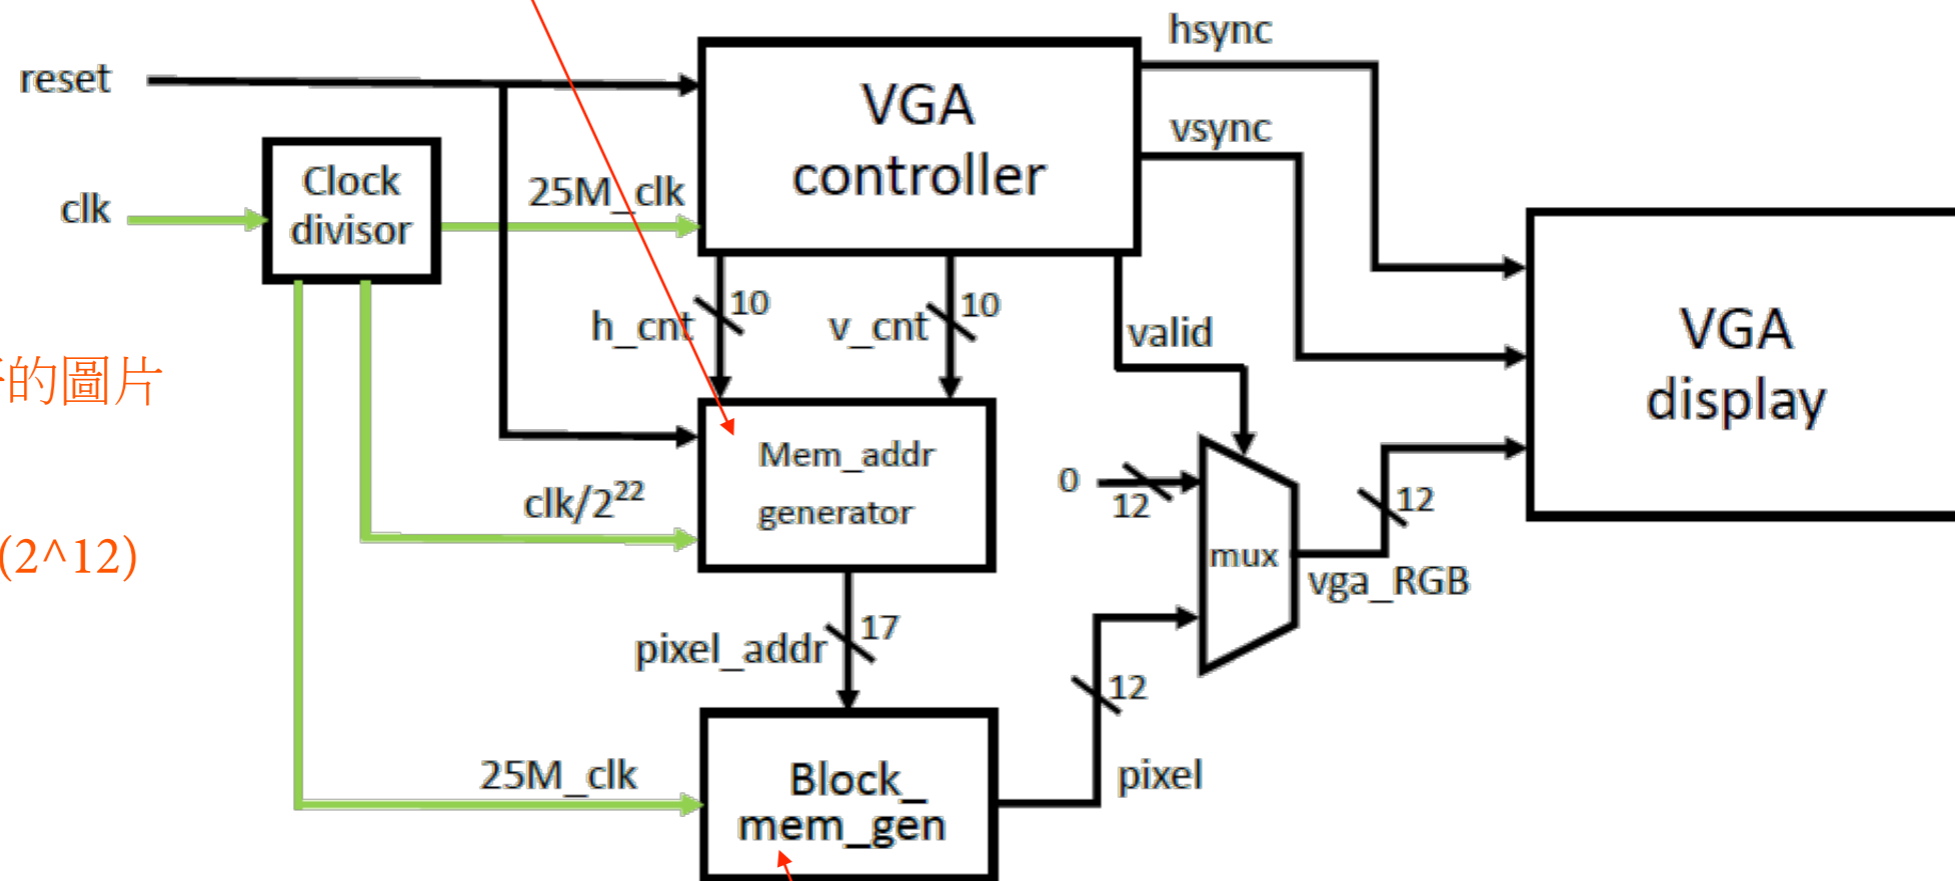 hsync
reset
VGA
controller
vsync
Clock
divisor
clk
25M_clk
10
10
h_cnt
v_cnt
valid
VGA
display
的圖片
Mem_addr
generator
0
12
12
clk/2²²
(2^12)
mux
vga_RGB
17
pixel_addr
12
25M_clk
Block_
mem_gen
pixel